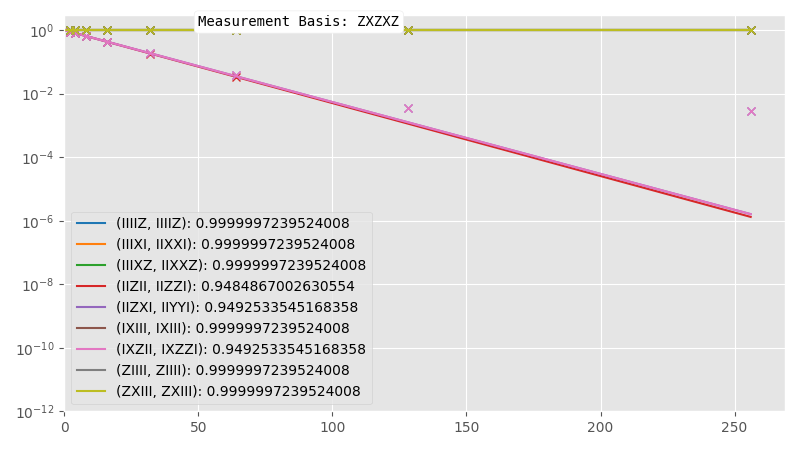 Measurement Basis: ZXZXZ
10^0
10^−2
10^−4
10^−6
10^−8
10^−10
10^−12
(IIIIZ, IIIIZ): 0.9999997239524008
(IIIXI, IIXXI): 0.9999997239524008
(IIIXZ, IIXXZ): 0.9999997239524008
(IIZII, IIZZI): 0.9484867002630554
(IIZXI, IIYYI): 0.9492533545168358
(IXIII, IXIII): 0.9999997239524008
(IXZII, IXZZI): 0.9492533545168358
(ZIIII, ZIIII): 0.9999997239524008
(ZXIII, ZXIII): 0.9999997239524008
0 50 100 150 200 250